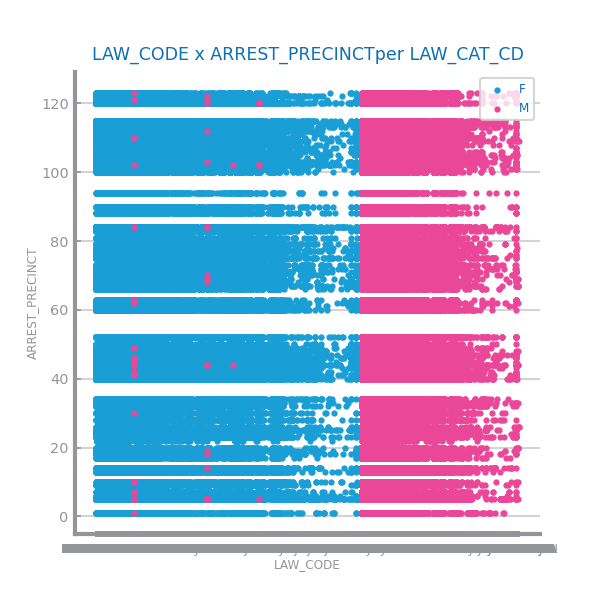 LAW_CODE x ARREST_PRECINCTper LAW_CAT_CD
F
M
120
100
80
60
40
20
0
ARREST_PRECINCT
LAW_CODE